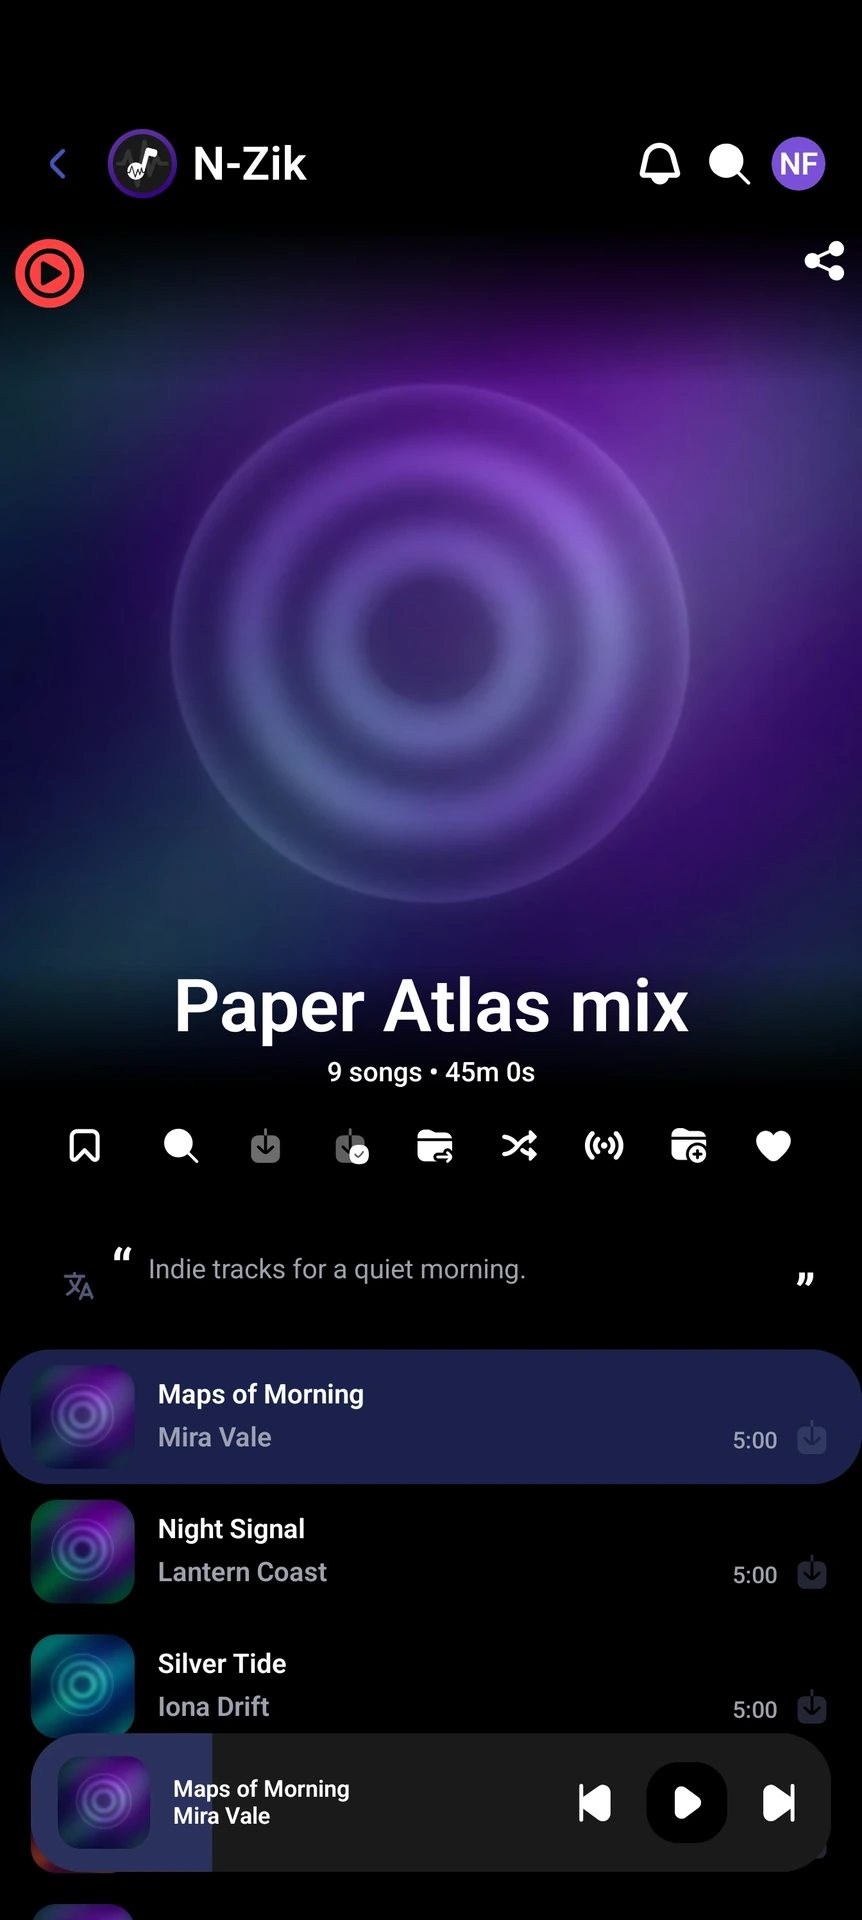 N-Zik
NF
Paper Atlas mix
9 songs • 45m 0s
“ Indie tracks for a quiet morning. ”
Maps of Morning
Mira Vale
5:00
Night Signal
Lantern Coast
5:00
Silver Tide
Iona Drift
5:00
Maps of Morning
Mira Vale